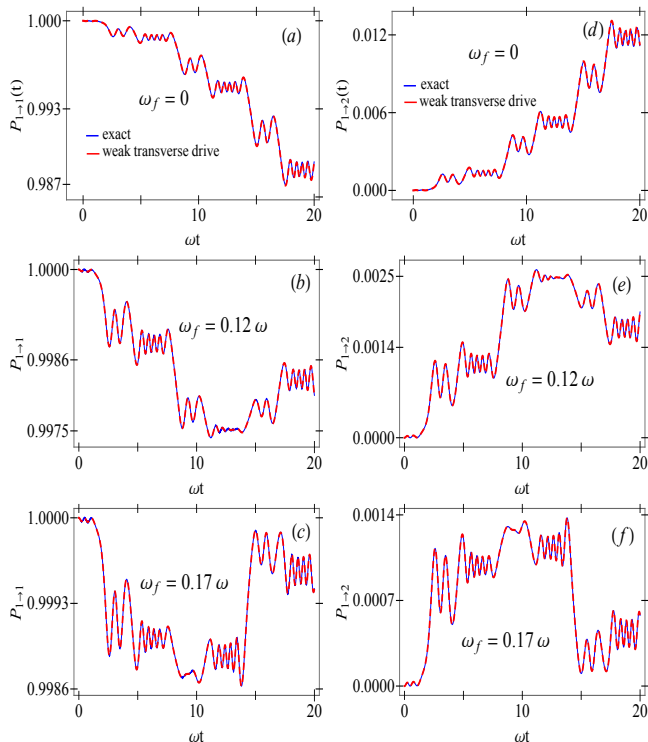 1.000
0.993
0.987
P1→1(t)
(a)
ωf = 0
exact
weak transverse drive
0
10
20
ωt
0.012
0.006
0.000
P1→2(t)
(d)
ωf = 0
exact
weak transverse drive
0
10
20
ωt
1.0000
0.9986
0.9975
P1→1
(b)
ωf = 0.12 ω
0
10
20
ωt
0.0025
0.0014
0.0000
P1→2
(e)
ωf = 0.12 ω
0
10
20
ωt
1.0000
0.9993
0.9986
P1→1
(c)
ωf = 0.17 ω
0
10
20
ωt
0.0014
0.0007
0.0000
P1→2
(f)
ωf = 0.17 ω
0
10
20
ωt